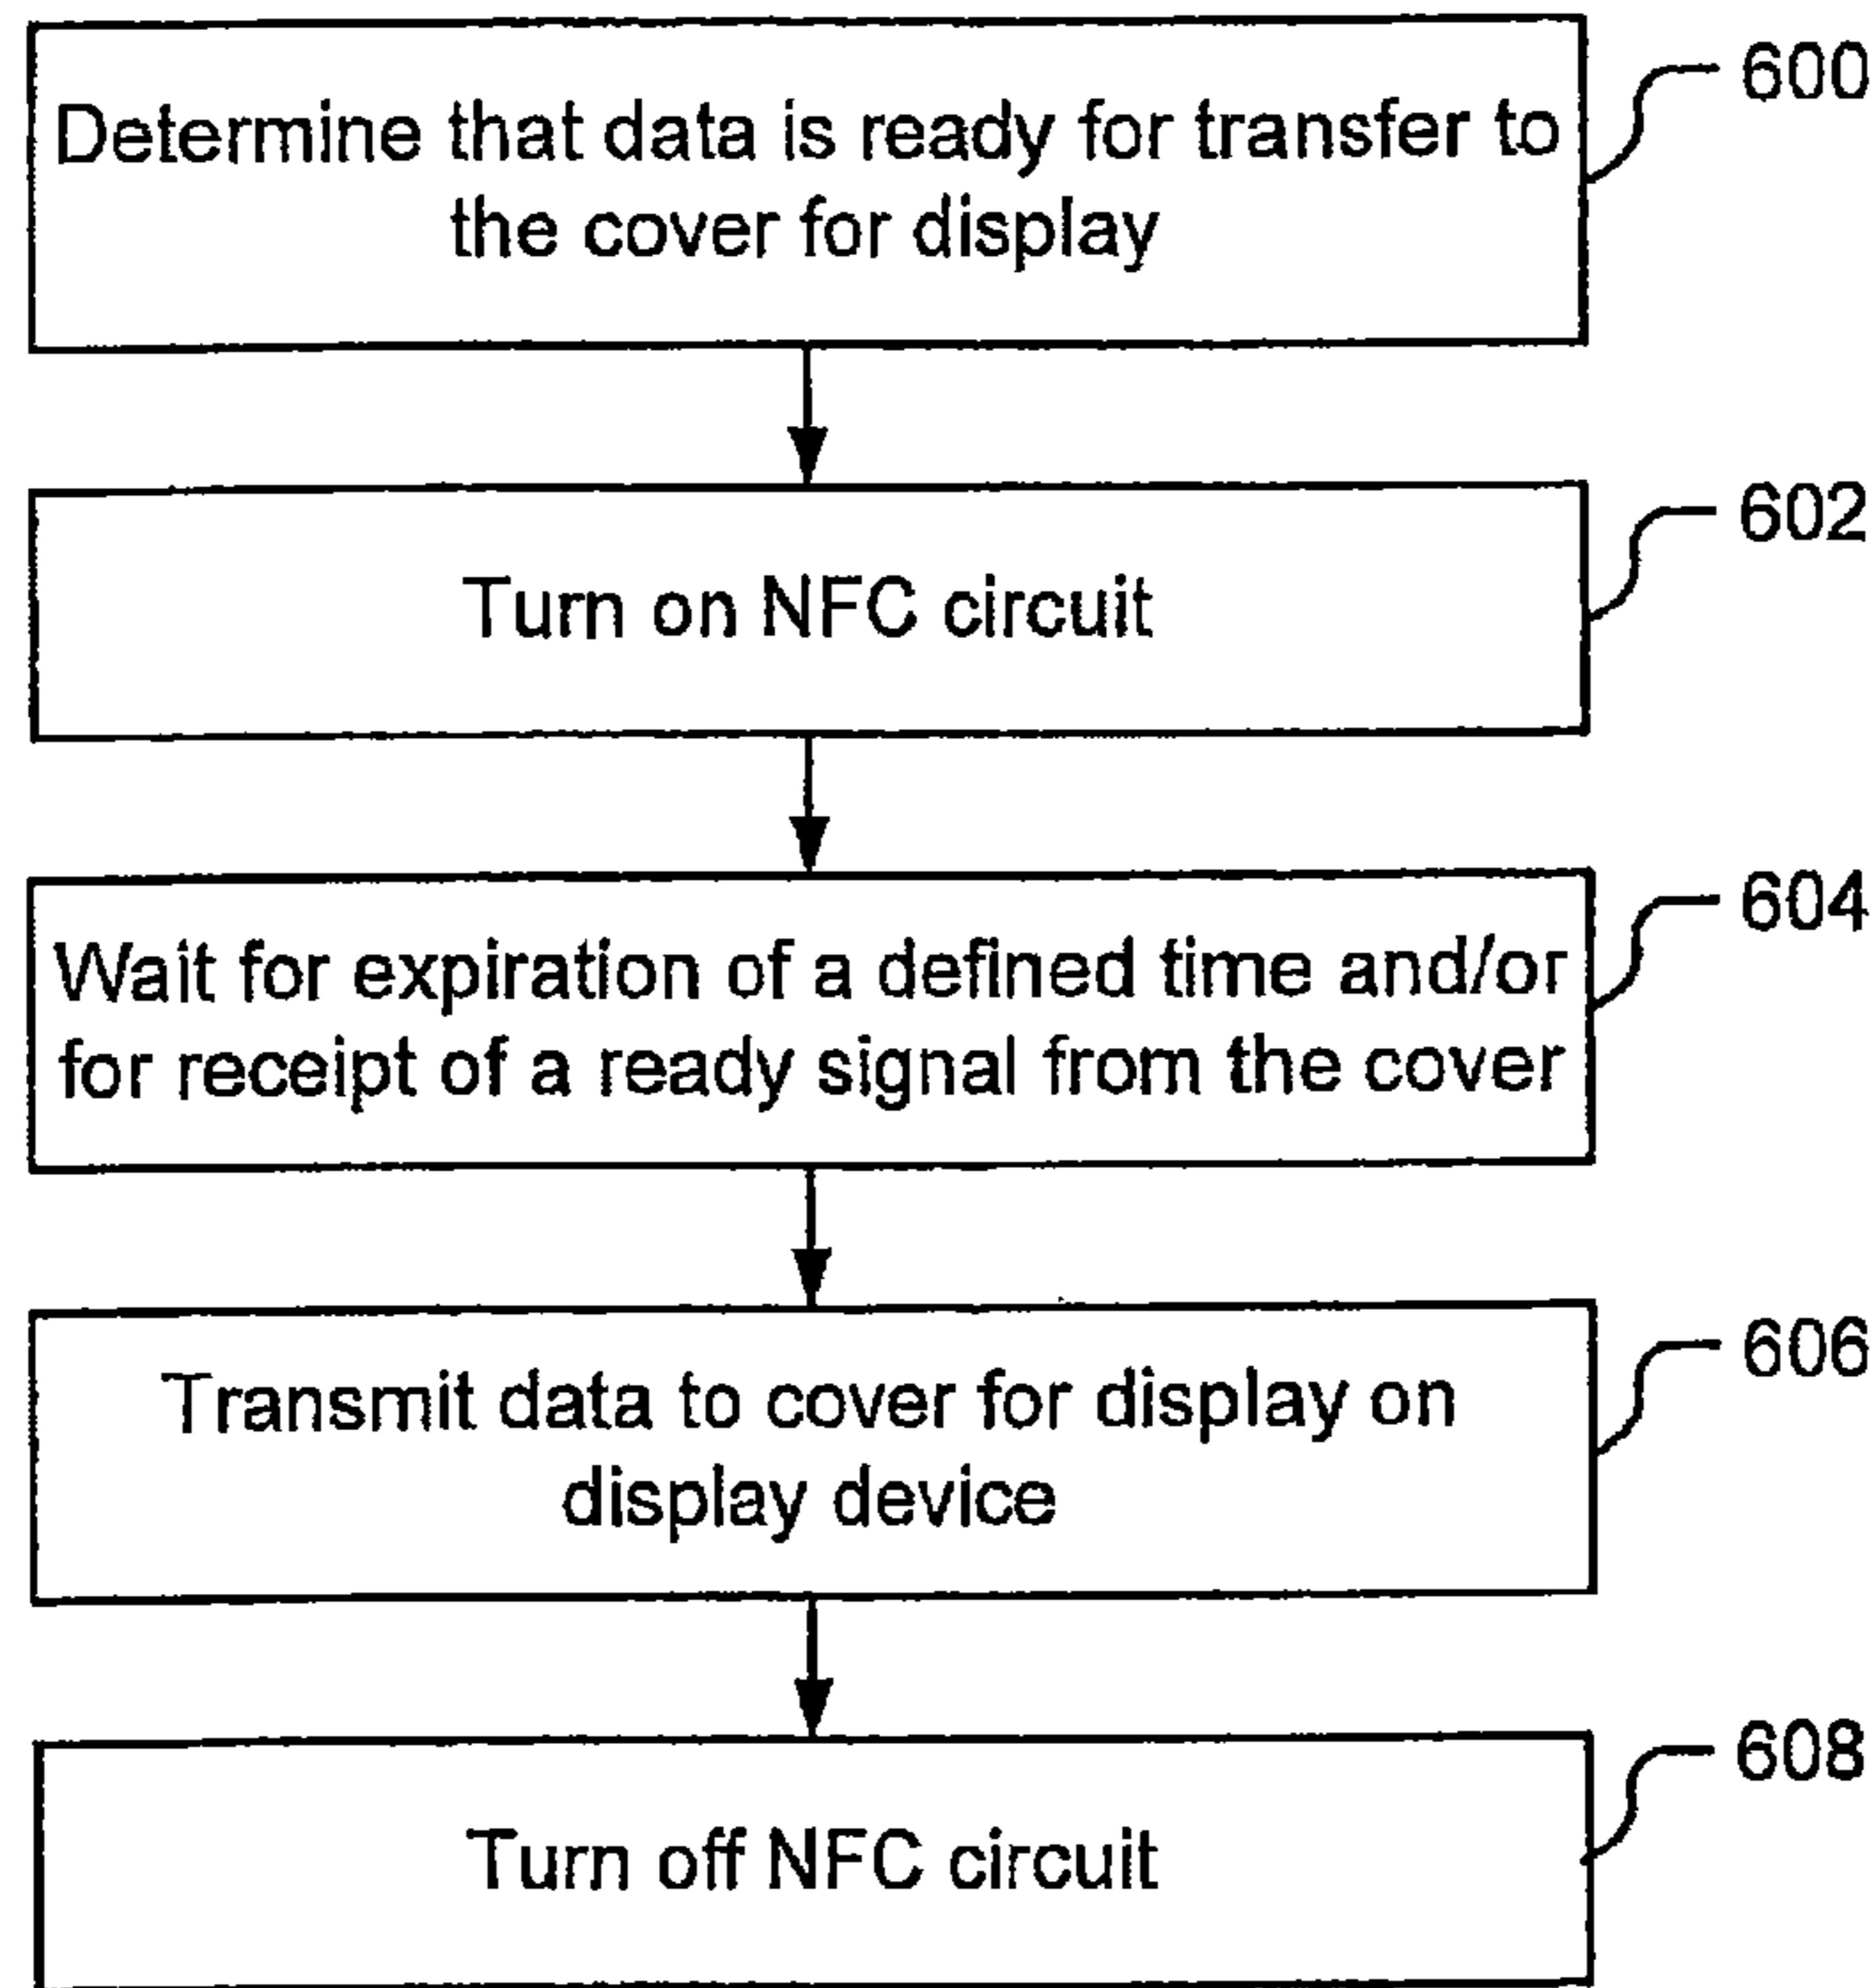 600
Determine that data is ready for transfer to
the cover for display
602
Turn on NFC circuit
604
Wait for expiration of a defined time and/or
for receipt of a ready signal from the cover
606
Transmit data to cover for display on
display device
608
Turn off NFC circuit